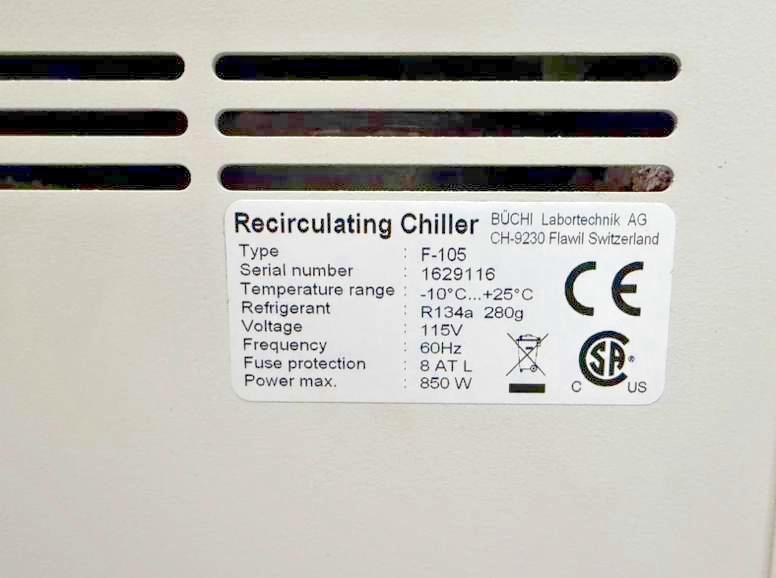 Recirculating Chiller BÜCHI Labortechnik AG
CH-9230 Flawil Switzerland
Type : F-105
Serial number : 1629116
Temperature range : -10°C...+25°C
Refrigerant : R134a 280g
Voltage : 115V
Frequency : 60Hz
Fuse protection : 8 AT L
Power max. : 850 W
CE
C SA® US